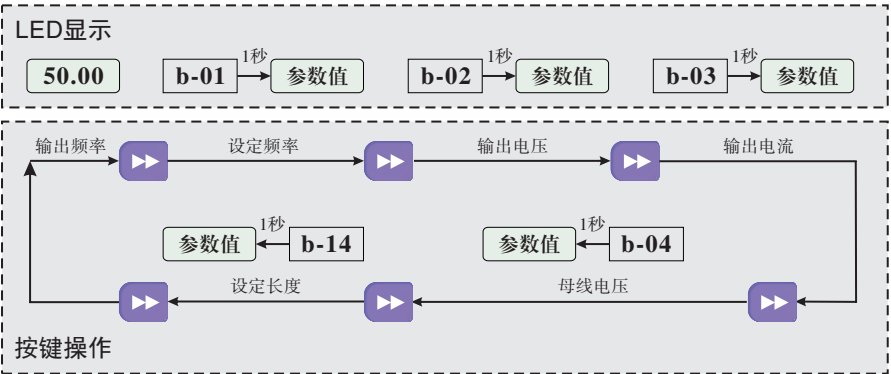 LED显示
1秒 1秒 1秒
50.00 b-01 参数值 b-02 参数值 b-03 参数值
输出频率 设定频率 输出电压 输出电流
1秒 1秒
参数值 b-14 参数值 b-04
设定长度 母线电压
按键操作